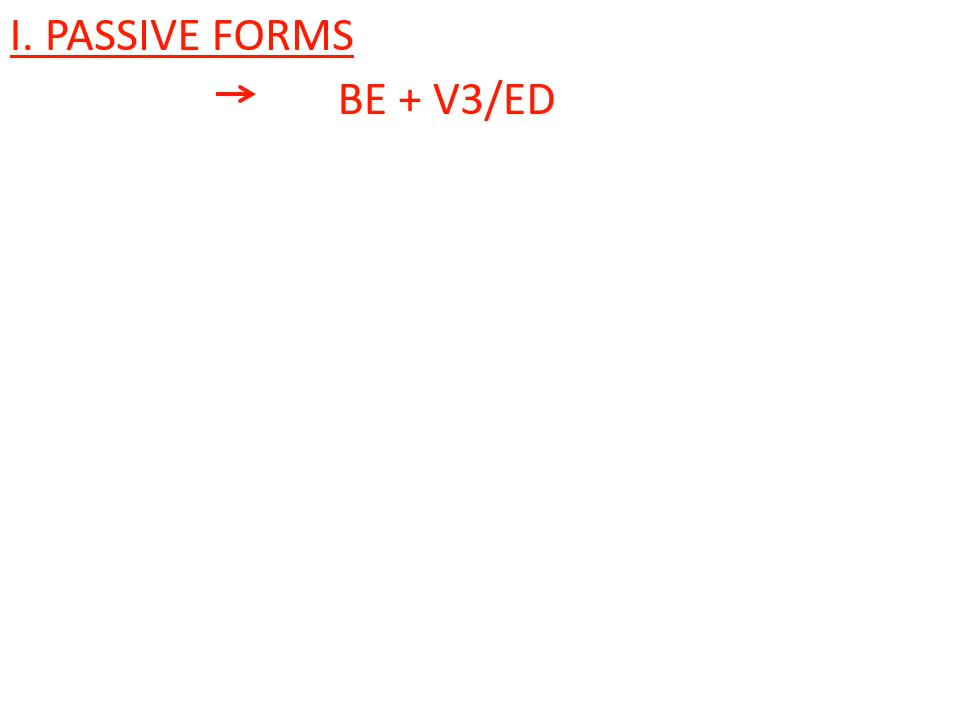 I. PASSIVE FORMS
→ BE + V3/ED